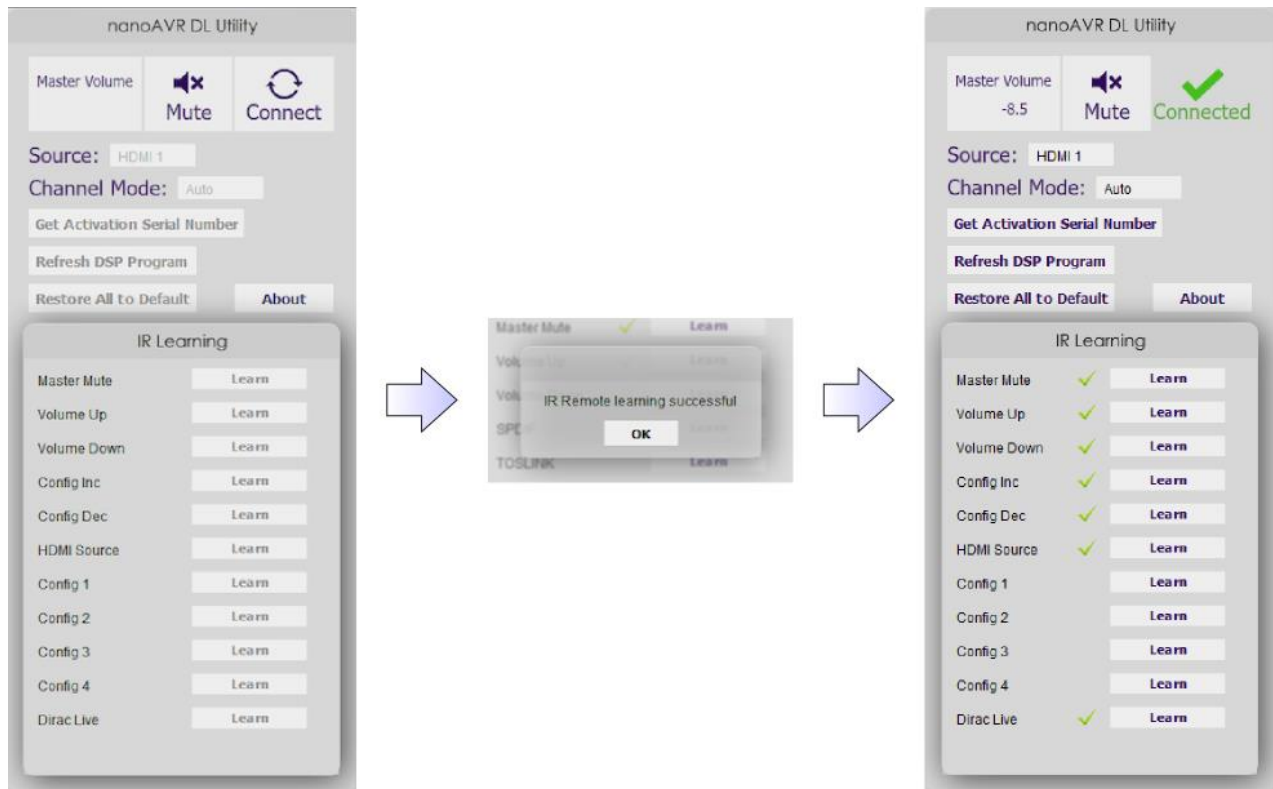 nanoAVR DL Utility
Master Volume
Mute
Connect
Source: HDMI 1
Channel Mode: Auto
Get Activation Serial Number
Refresh DSP Program
Restore All to Default About
IR Learning
Master Mute Learn
Volume Up Learn
Volume Down Learn
Config Inc Learn
Config Dec Learn
HDMI Source Learn
Config 1 Learn
Config 2 Learn
Config 3 Learn
Config 4 Learn
Dirac Live Learn
Master Mute Learn
IR Remote learning successful
OK
TOSLINK Learn
nanoAVR DL Utility
Master Volume
-8.5
Mute
Connected
Source: HDMI 1
Channel Mode: Auto
Get Activation Serial Number
Refresh DSP Program
Restore All to Default About
IR Learning
Master Mute Learn
Volume Up Learn
Volume Down Learn
Config Inc Learn
Config Dec Learn
HDMI Source Learn
Config 1 Learn
Config 2 Learn
Config 3 Learn
Config 4 Learn
Dirac Live Learn